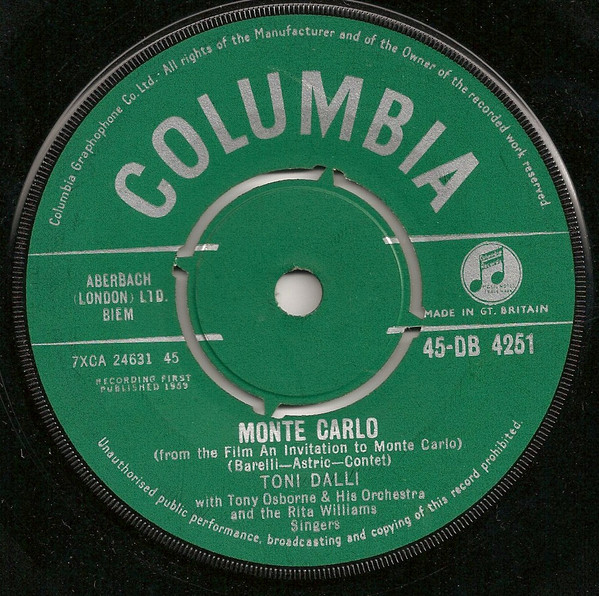 Columbia Graphophone Co. Ltd.· All rights of the Manufacturer and of the Owner of the recorded work reserved.
COLUMBIA
ABERBACH
(LONDON) LTD.
BIEM
MADE IN GT. BRITAIN
7XCA 24631 45
45-DB 4251
RECORDING FIRST
PUBLISHED 1959
MONTE CARLO
(from the Film An Invitation to Monte Carlo)
(Barelli—Astric—Contet)
TONI DALLI
with Tony Osborne & His Orchestra
and the Rita Williams
Singers
Unauthorised public performance, broadcasting and copying of this record prohibited.